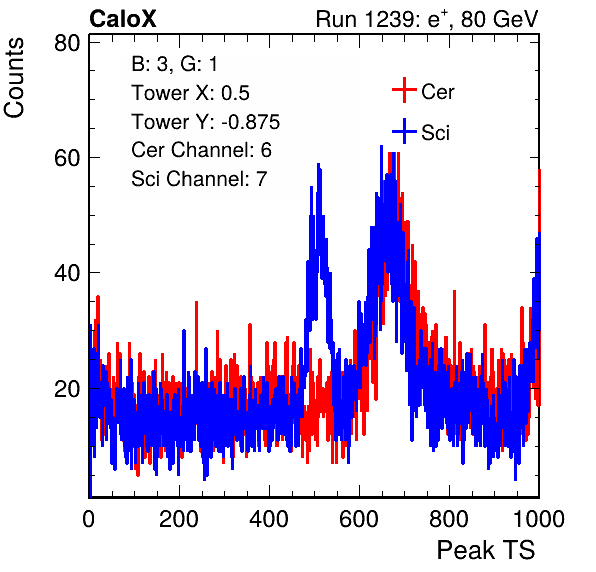 CaloX Run 1239: e⁺, 80 GeV
Counts
80
60
40
20
B: 3, G: 1
Tower X: 0.5
Tower Y: -0.875
Cer Channel: 6
Sci Channel: 7
Cer
Sci
0 200 400 600 800 1000
Peak TS